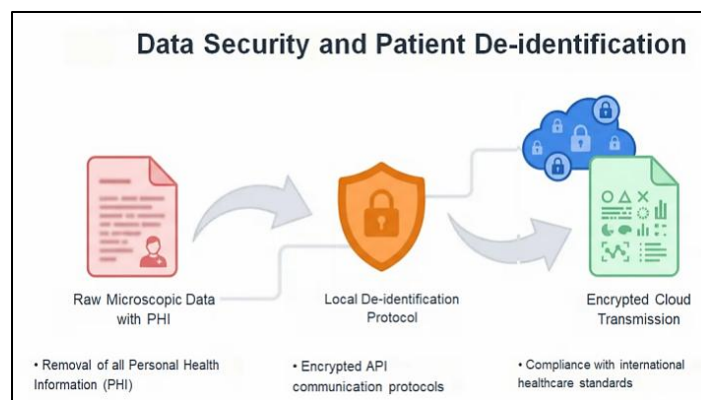 Data Security and Patient De-identification
Raw Microscopic Data
with PHI
Local De-identification
Protocol
Encrypted Cloud
Transmission
• Removal of all Personal Health
Information (PHI)
• Encrypted API
communication protocols
• Compliance with international
healthcare standards